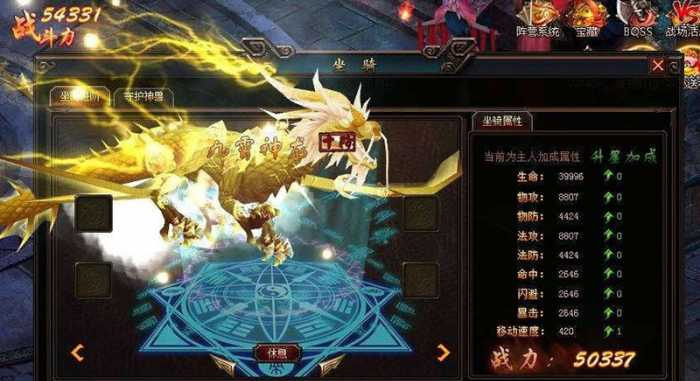 战斗力 54331
阵营系统 宝藏 BOSS 战场活
坐骑
坐骑进阶 守护神兽
坐骑属性
九霄神龙
当前为主人加成属性 升星加成
生命： 39996 0
物攻： 8807 0
物防： 4424 0
法攻： 8807 0
法防： 4424 0
命中： 2646 0
闪避： 2646 0
暴击： 2646 0
移动速度： 420 1
休息
战力： 50337